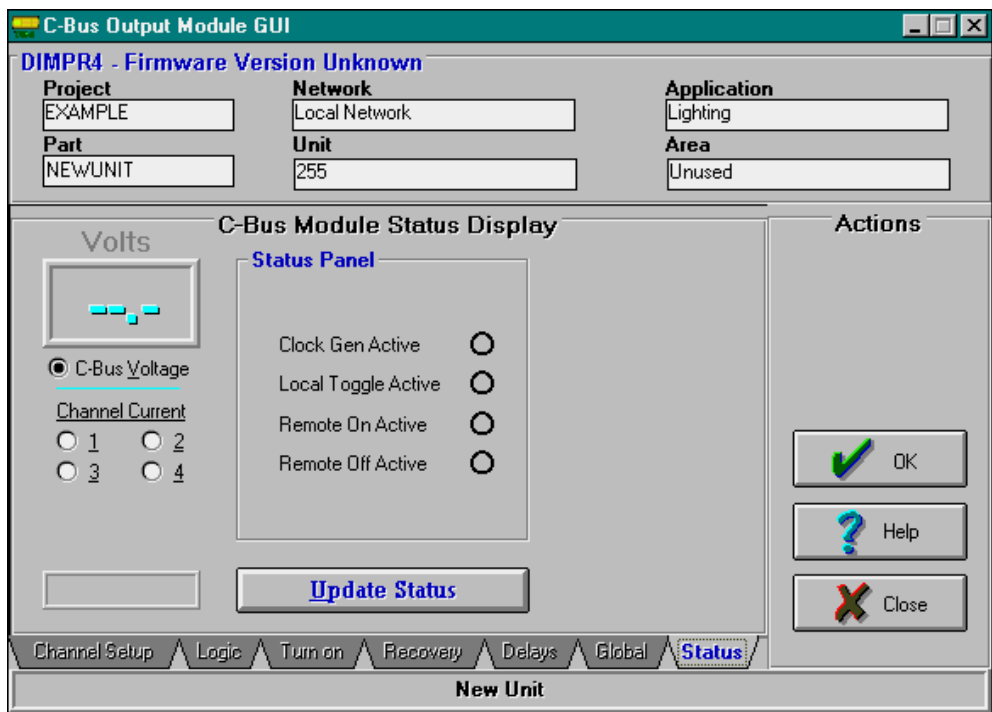 C-Bus Output Module GUI
DIMPR4 - Firmware Version Unknown
Project Network Application
EXAMPLE Local Network Lighting
Part Unit Area
NEWUNIT 255 Unused
C-Bus Module Status Display
Actions
Volts
Status Panel
--.-
Clock Gen Active
C-Bus Voltage
Local Toggle Active
Channel Current
Remote On Active
1 2
3 4
Remote Off Active
OK
Help
Update Status
Close
Channel Setup Logic Turn on Recovery Delays Global Status
New Unit